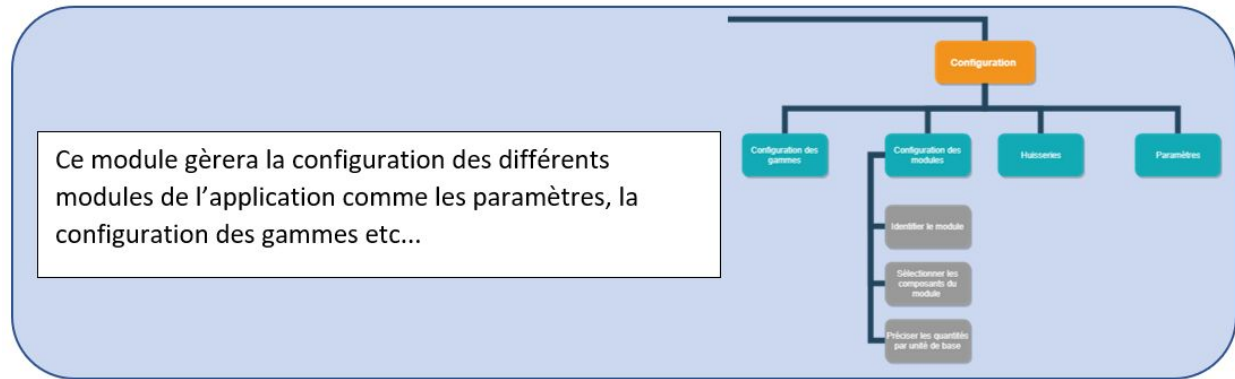 Configuration
Ce module gèrera la configuration des différents
modules de l’application comme les paramètres, la
configuration des gammes etc...
Configuration des
gammes
Configuration des
modules
Huisseries
Paramètres
Identifier le module
Sélectionner les
composants du
module
Préciser les quantités
par unité de base